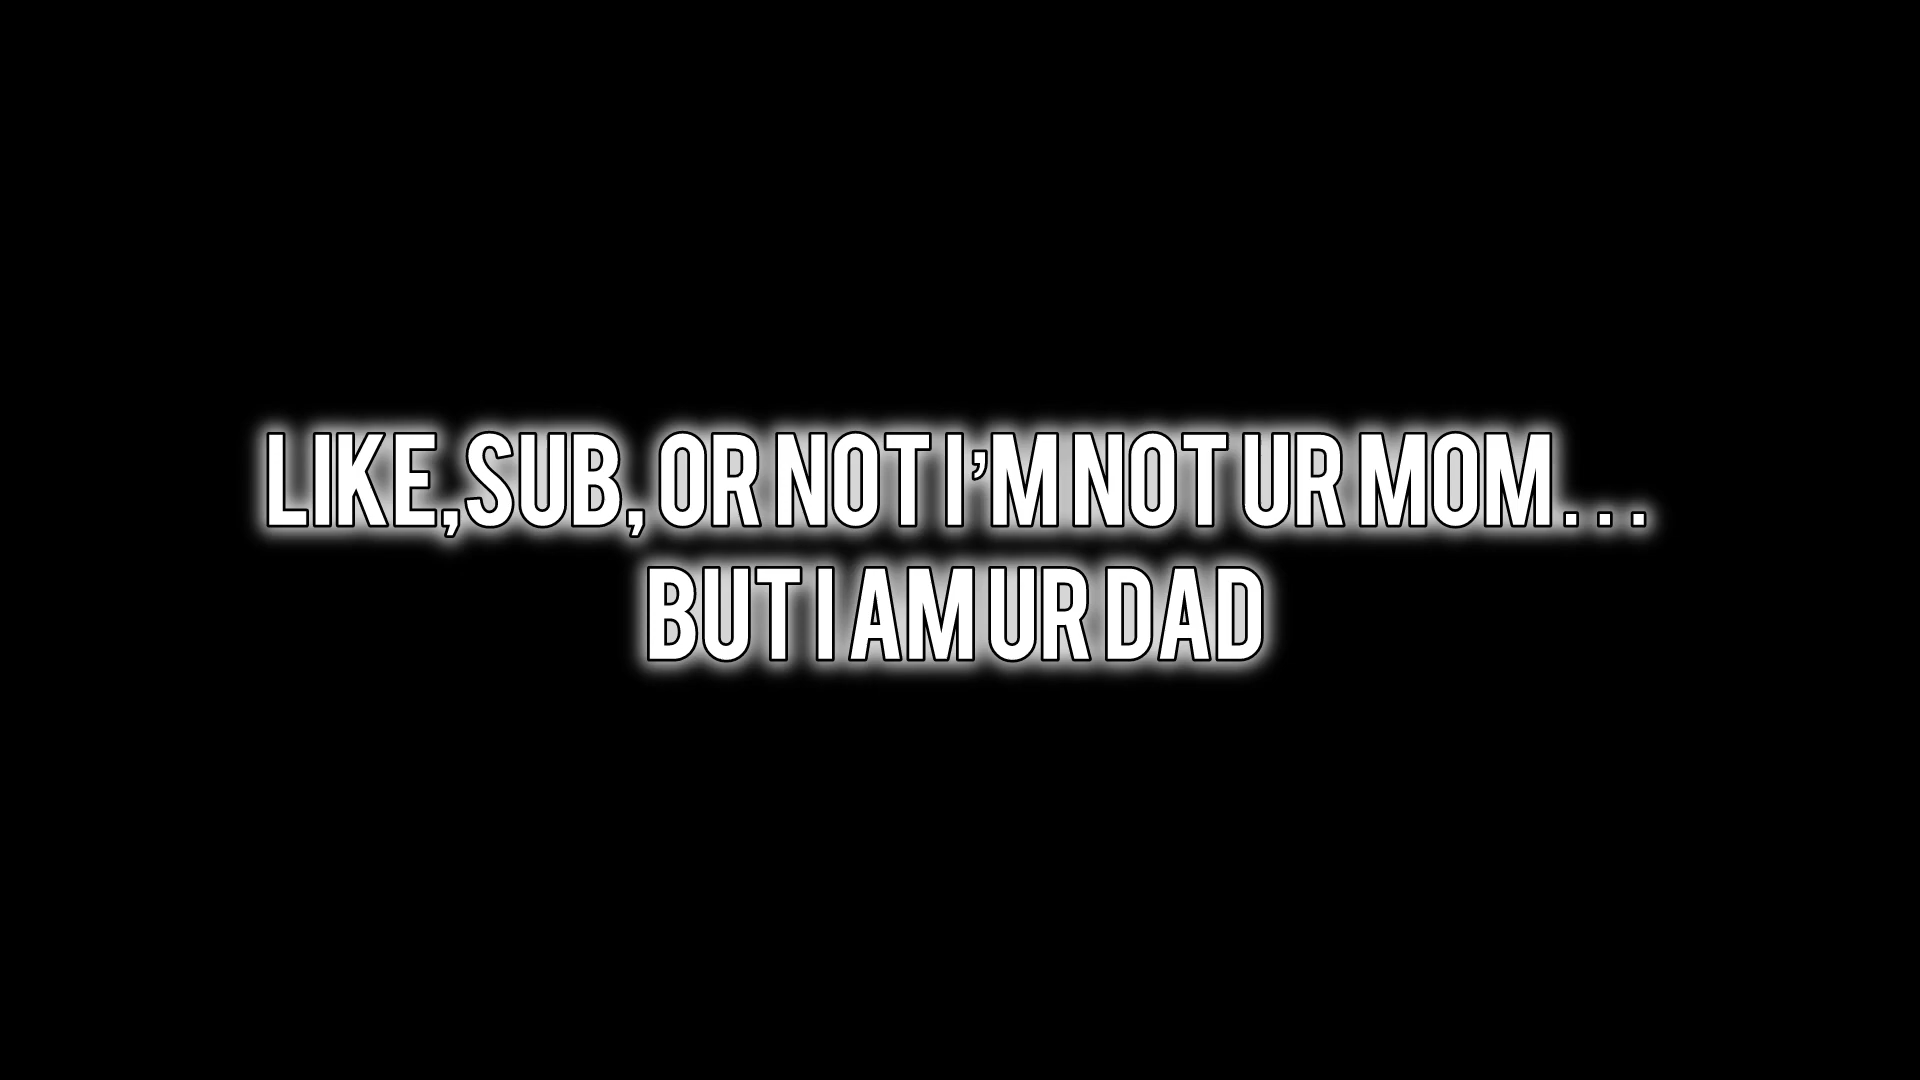 LIKE, SUB, OR NOT I'M NOT UR MOM...
BUT I AM UR DAD